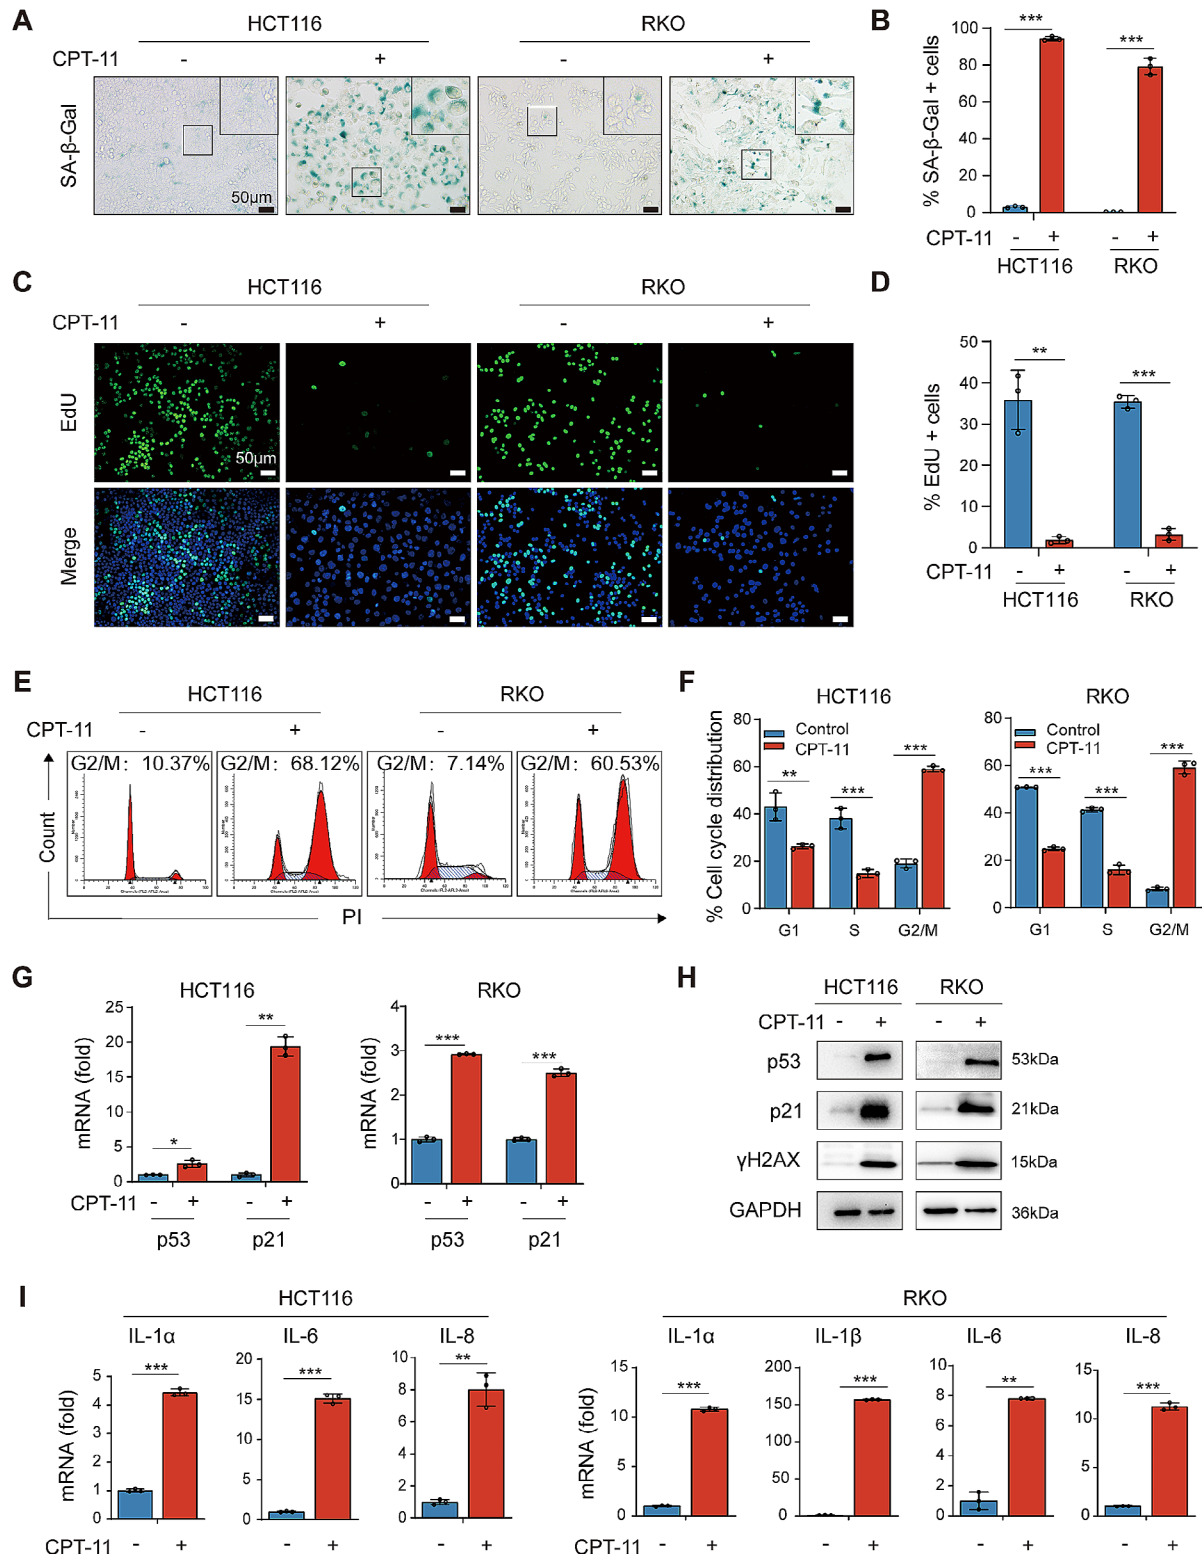 A
HCT116
RKO
CPT-11
-
+
-
+
SA-β-Gal
50μm
B
% SA-β-Gal + cells
100
80
60
40
20
0
***
***
CPT-11
-
+
-
+
HCT116
RKO
C
HCT116
RKO
CPT-11
-
+
-
+
EdU
50μm
Merge
D
% EdU + cells
50
40
30
20
10
0
**
***
CPT-11
-
+
-
+
HCT116
RKO
E
HCT116
RKO
CPT-11
-
+
-
+
G2/M: 10.37%
G2/M: 68.12%
G2/M: 7.14%
G2/M: 60.53%
Count
PI
F
HCT116
RKO
% Cell cycle distribution
80
60
40
20
0
Control
CPT-11
**
***
***
G1
S
G2/M
80
60
40
20
0
Control
CPT-11
***
***
***
G1
S
G2/M
G
HCT116
RKO
mRNA (fold)
25
20
15
10
5
0
*
**
CPT-11
-
+
-
+
p53
p21
mRNA (fold)
4
3
2
1
0
***
***
-
+
-
+
p53
p21
H
HCT116
RKO
CPT-11
-
+
-
+
p53
53kDa
p21
21kDa
γH2AX
15kDa
GAPDH
36kDa
I
HCT116
RKO
IL-1α
IL-6
IL-8
IL-1α
IL-1β
IL-6
IL-8
mRNA (fold)
5
4
3
2
1
0
***
20
15
10
5
0
***
10
8
6
4
2
0
**
mRNA (fold)
15
10
5
0
***
200
150
100
50
0
***
10
8
6
4
2
0
**
15
10
5
0
***
CPT-11
-
+
-
+
-
+
CPT-11
-
+
-
+
-
+
-
+